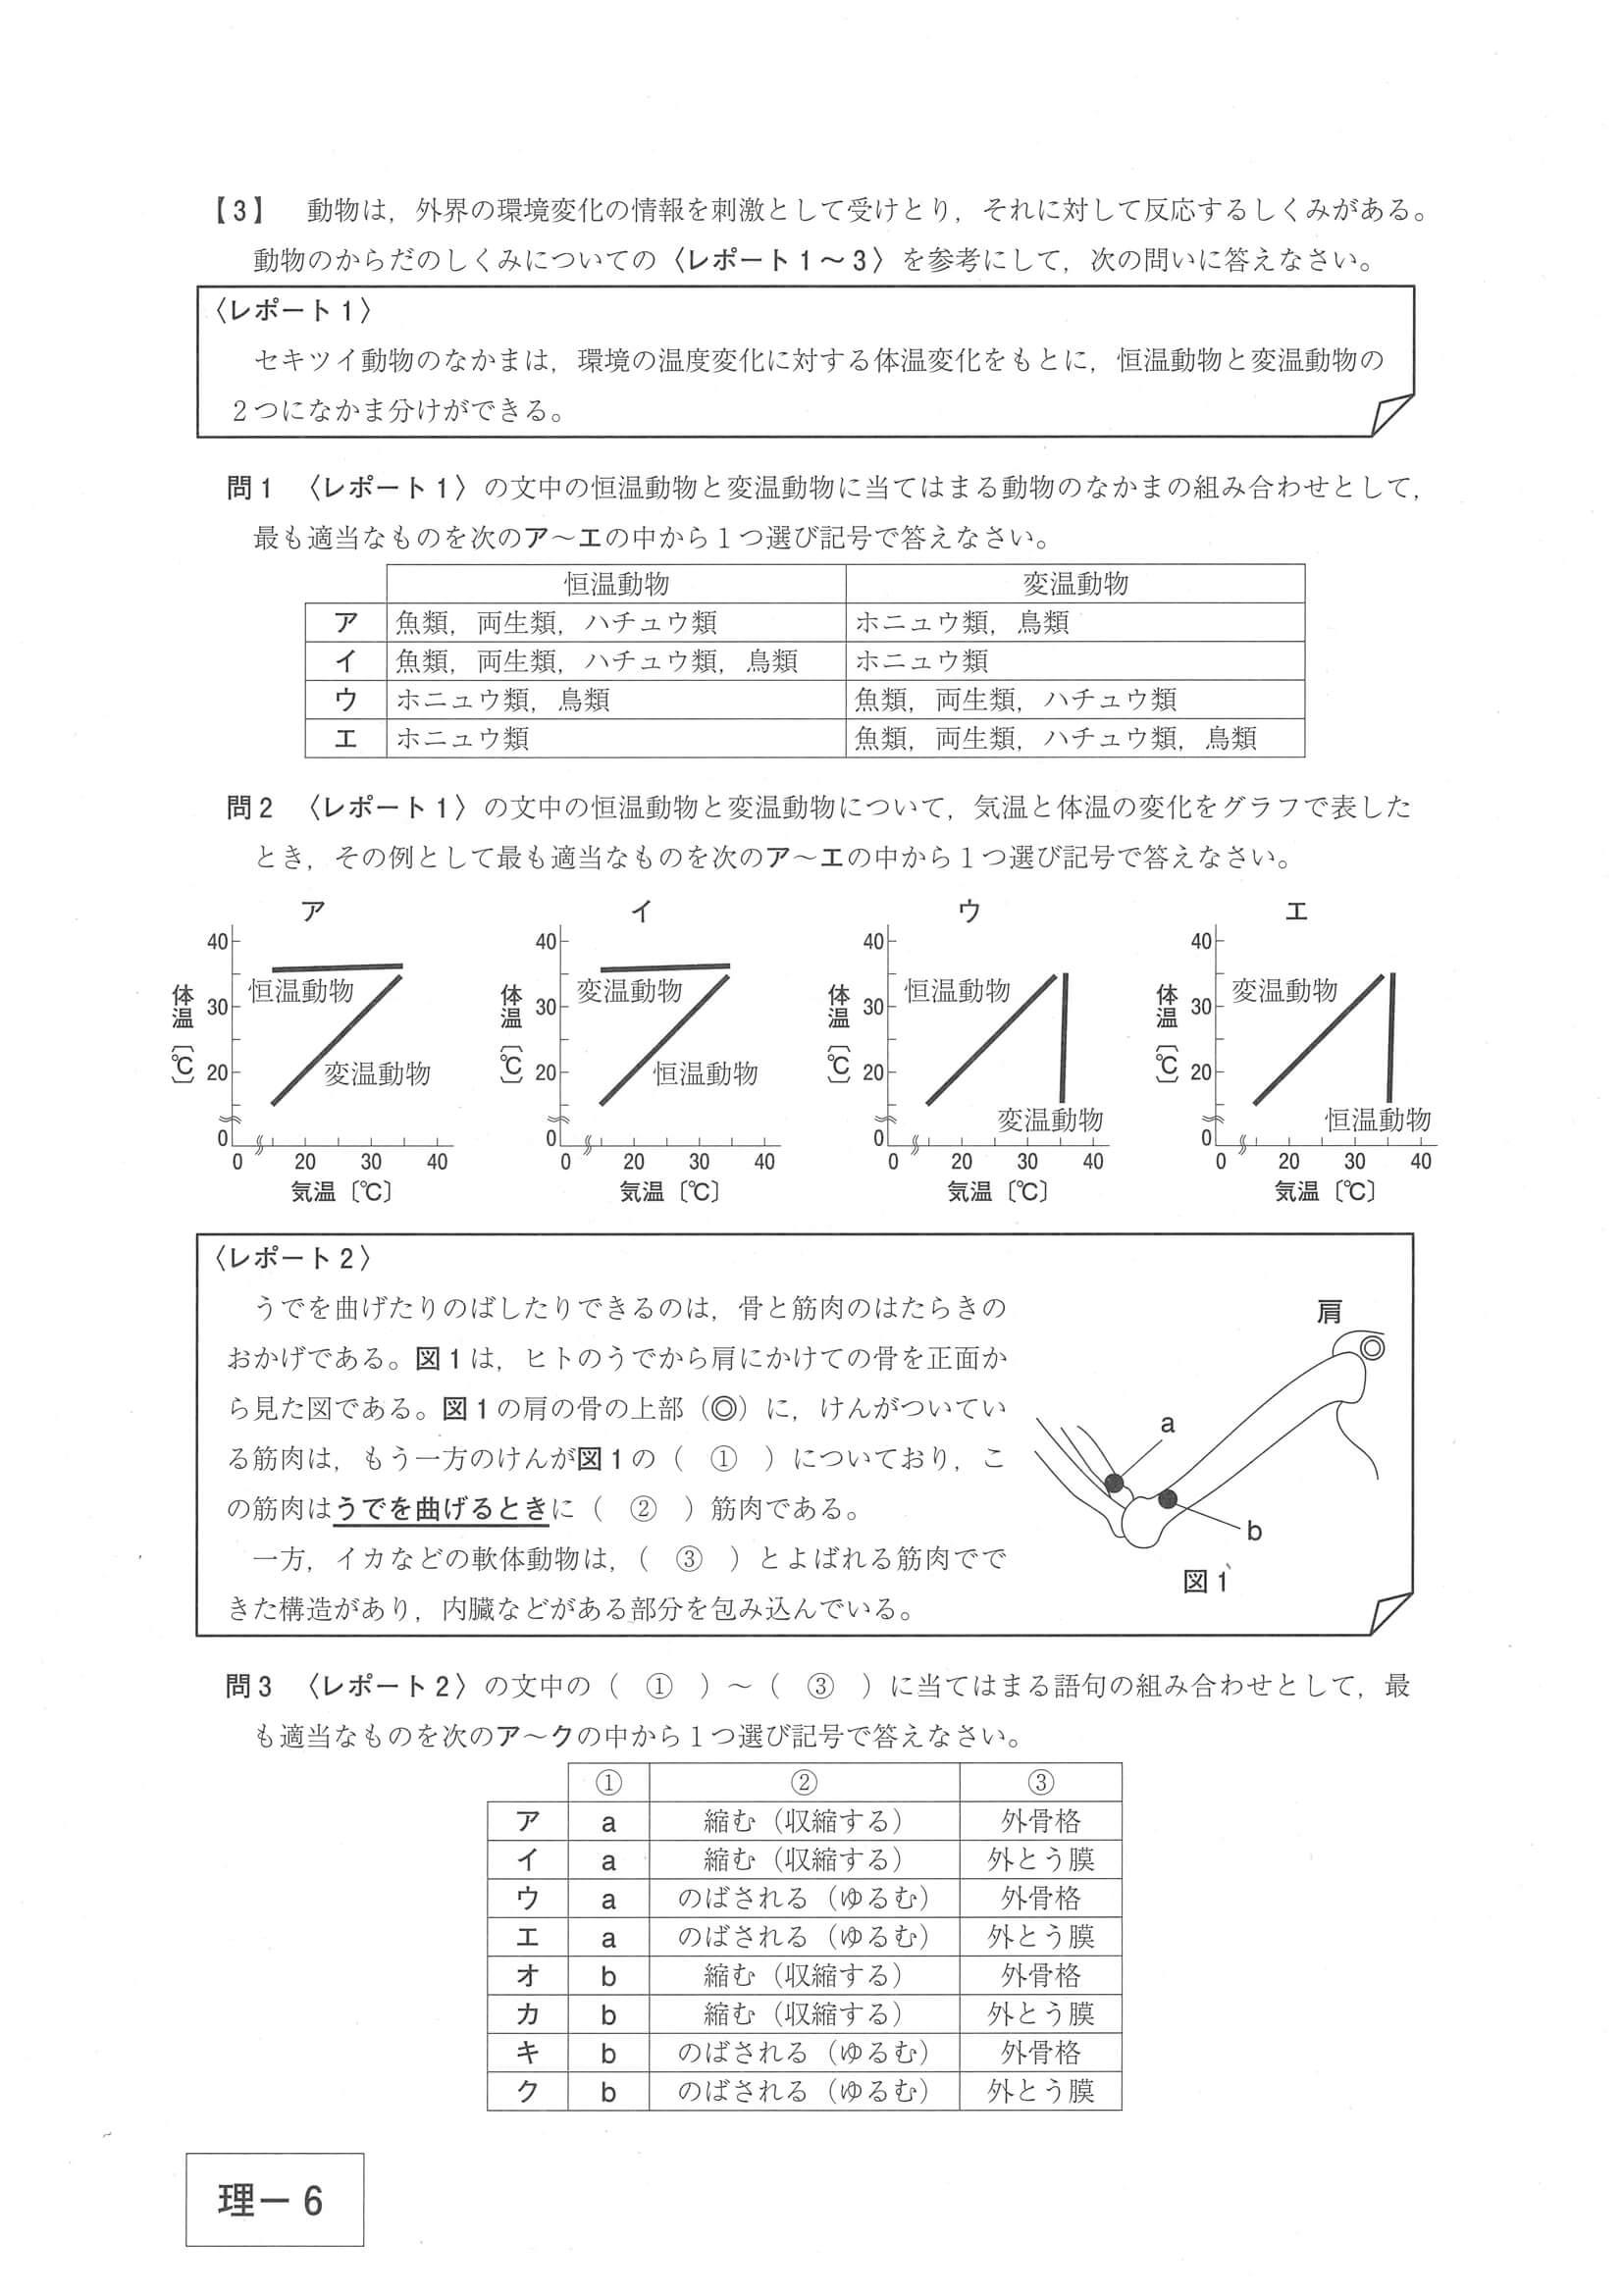 【3】　動物は，外界の環境変化の情報を刺激として受けとり，それに対して反応するしくみがある。
動物のからだのしくみについての〈レポート1～3〉を参考にして，次の問いに答えなさい。
〈レポート1〉
セキツイ動物のなかまは，環境の温度変化に対する体温変化をもとに，恒温動物と変温動物の
2つになかま分けができる。
問1　〈レポート1〉の文中の恒温動物と変温動物に当てはまる動物のなかまの組み合わせとして，
最も適当なものを次のア～エの中から1つ選び記号で答えなさい。
恒温動物　変温動物
ア　魚類，両生類，ハチュウ類　ホニュウ類，鳥類
イ　魚類，両生類，ハチュウ類，鳥類　ホニュウ類
ウ　ホニュウ類，鳥類　魚類，両生類，ハチュウ類
エ　ホニュウ類　魚類，両生類，ハチュウ類，鳥類
問2　〈レポート1〉の文中の恒温動物と変温動物について，気温と体温の変化をグラフで表した
とき，その例として最も適当なものを次のア～エの中から1つ選び記号で答えなさい。
ア
40
30
20
0
体温〔℃〕
恒温動物
変温動物
0　20　30　40
気温〔℃〕
イ
40
30
20
0
体温〔℃〕
変温動物
恒温動物
0　20　30　40
気温〔℃〕
ウ
40
30
20
0
体温〔℃〕
恒温動物
変温動物
0　20　30　40
気温〔℃〕
エ
40
30
20
0
体温〔℃〕
変温動物
恒温動物
0　20　30　40
気温〔℃〕
〈レポート2〉
うでを曲げたりのばしたりできるのは，骨と筋肉のはたらきの
おかげである。図1は，ヒトのうでから肩にかけての骨を正面か
ら見た図である。図1の肩の骨の上部（◎）に，けんがついてい
る筋肉は，もう一方のけんが図1の（　①　）についており，こ
の筋肉はうでを曲げるときに（　②　）筋肉である。
一方，イカなどの軟体動物は，（　③　）とよばれる筋肉でで
きた構造があり，内臓などがある部分を包み込んでいる。
肩
a
b
図1
問3　〈レポート2〉の文中の（　①　）～（　③　）に当てはまる語句の組み合わせとして，最
も適当なものを次のア～クの中から1つ選び記号で答えなさい。
①　②　③
ア　a　縮む（収縮する）　外骨格
イ　a　縮む（収縮する）　外とう膜
ウ　a　のばされる（ゆるむ）　外骨格
エ　a　のばされる（ゆるむ）　外とう膜
オ　b　縮む（収縮する）　外骨格
カ　b　縮む（収縮する）　外とう膜
キ　b　のばされる（ゆるむ）　外骨格
ク　b　のばされる（ゆるむ）　外とう膜
理－6